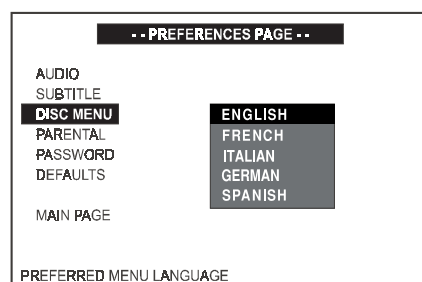 - - PREFERENCES PAGE - -
AUDIO
SUBTITLE
DISC MENU
PARENTAL
PASSWORD
DEFAULTS
MAIN PAGE
ENGLISH
FRENCH
ITALIAN
GERMAN
SPANISH
PREFERRED MENU LANGUAGE